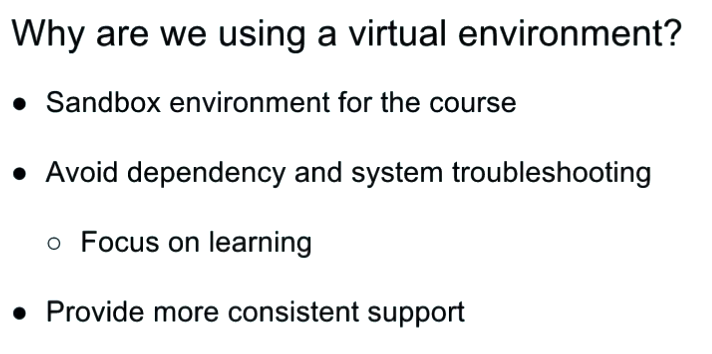 Why are we using a virtual environment?
● Sandbox environment for the course
● Avoid dependency and system troubleshooting
○ Focus on learning
● Provide more consistent support